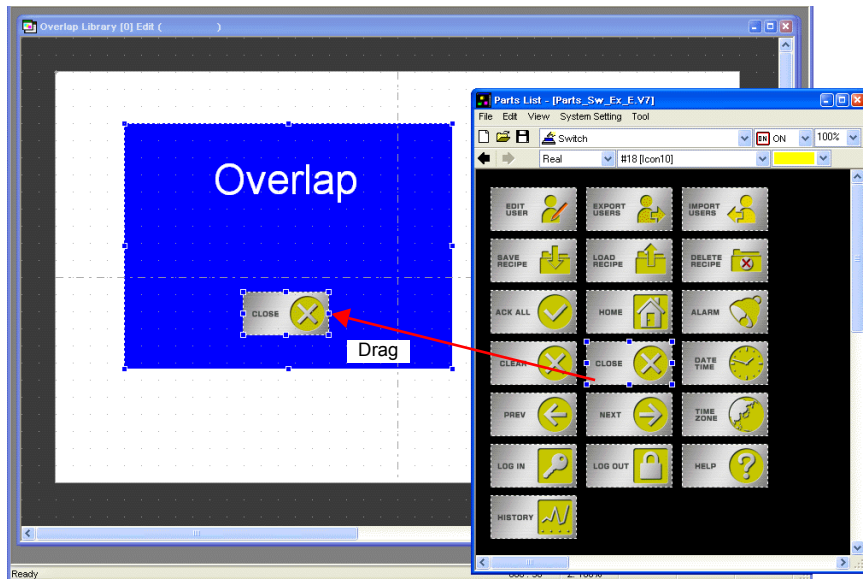 Overlap Library [0] Edit ( )
Overlap
CLOSE
Drag
Parts List - [Parts_Sw_Ex_E.V7]
File Edit View System Setting Tool
Switch IN ON 100%
Real #18 [Icon10]
EDIT USER
EXPORT USERS
IMPORT USERS
SAVE RECIPE
LOAD RECIPE
DELETE RECIPE
ACK ALL
HOME
ALARM
CLEAR
CLOSE
DATE TIME
PREV
NEXT
TIME ZONE
LOG IN
LOG OUT
HELP
HISTORY
Ready